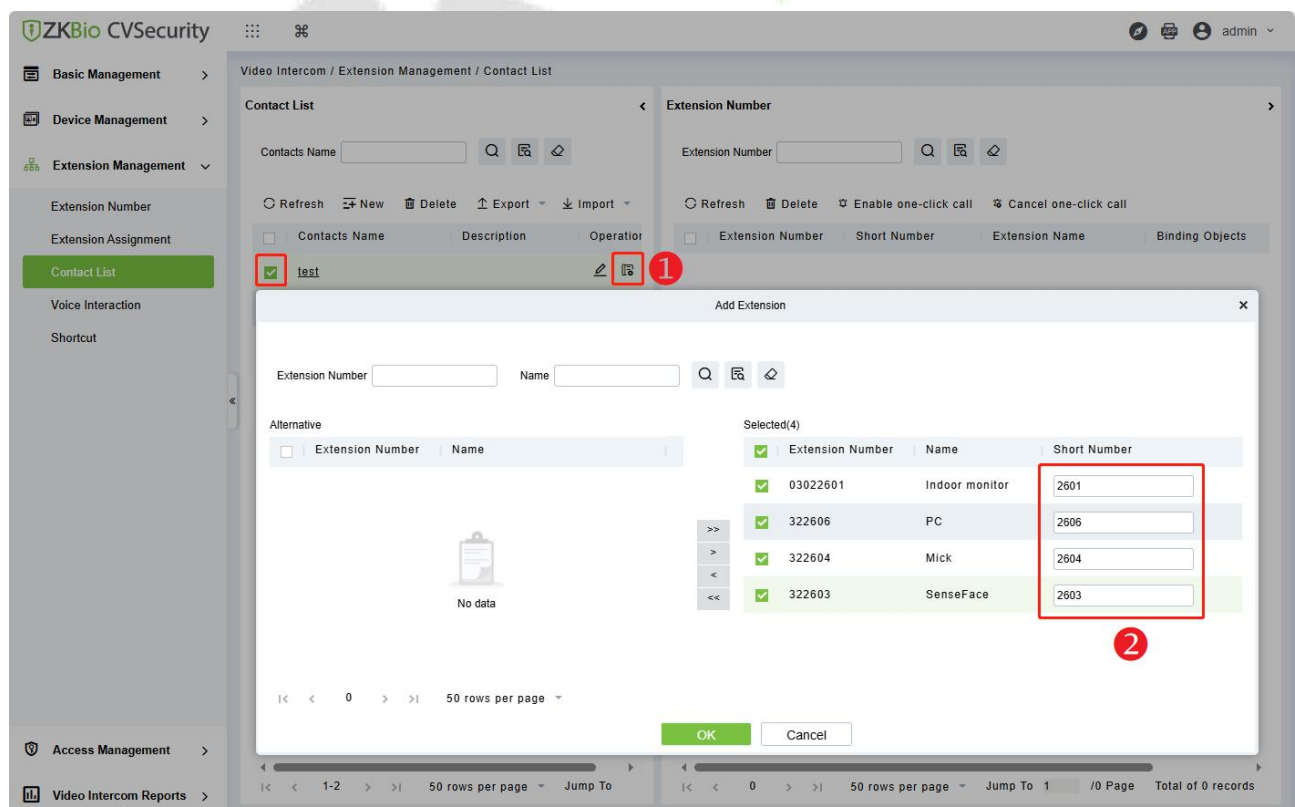 ZKBio CVSecurity
admin
Basic Management
Device Management
Extension Management
Extension Number
Extension Assignment
Contact List
Voice Interaction
Shortcut
Access Management
Video Intercom Reports
Video Intercom / Extension Management / Contact List
Contact List
Contacts Name
Refresh New Delete Export Import
Contacts Name Description Operation
test
1
Extension Number
Extension Number
Refresh Delete Enable one-click call Cancel one-click call
Extension Number Short Number Extension Name Binding Objects
Add Extension
Extension Number Name
Alternative
Extension Number Name
No data
0 50 rows per page
>>
>
<
<<
Selected(4)
Extension Number Name Short Number
03022601 Indoor monitor 2601
322606 PC 2606
322604 Mick 2604
322603 SenseFace 2603
2
OK Cancel
1-2 50 rows per page Jump To
0 50 rows per page Jump To 1 /0 Page Total of 0 records